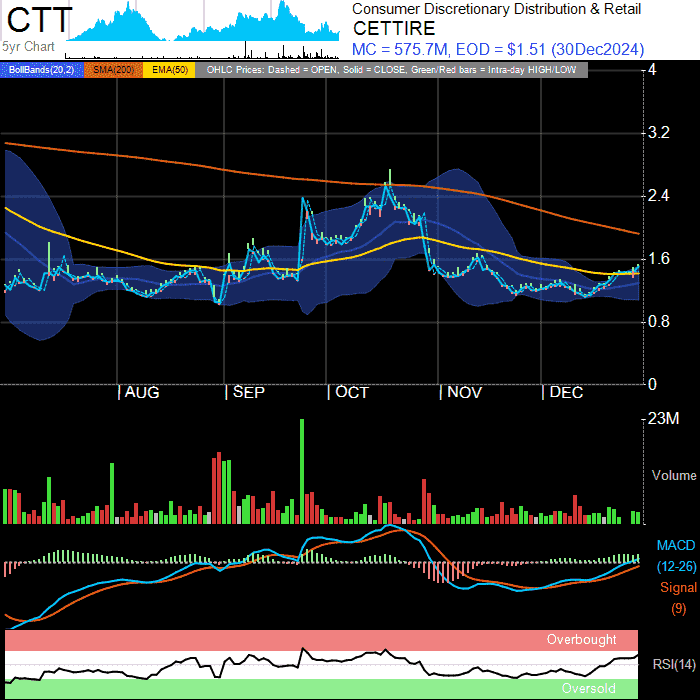 CTT
5yr Chart
Consumer Discretionary Distribution & Retail
CETTIRE
MC = 575.7M, EOD = $1.51 (30Dec2024)
BollBands(20,2) SMA(200) EMA(50) OHLC Prices: Dashed = OPEN, Solid = CLOSE, Green/Red bars = Intra-day HIGH/LOW
4
3.2
2.4
1.6
0.8
0
AUG SEP OCT NOV DEC
23M
Volume
MACD
(12-26)
Signal
(9)
Overbought
RSI(14)
Oversold